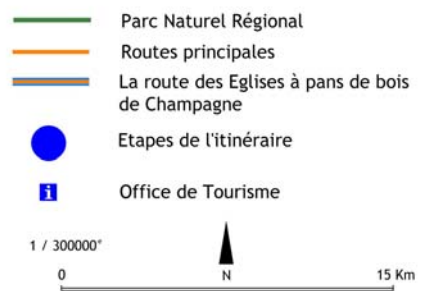 Parc Naturel Régional
Routes principales
La route des Eglises à pans de bois
de Champagne
Etapes de l'itinéraire
i
Office de Tourisme
1 / 300000°
0 N 15 Km